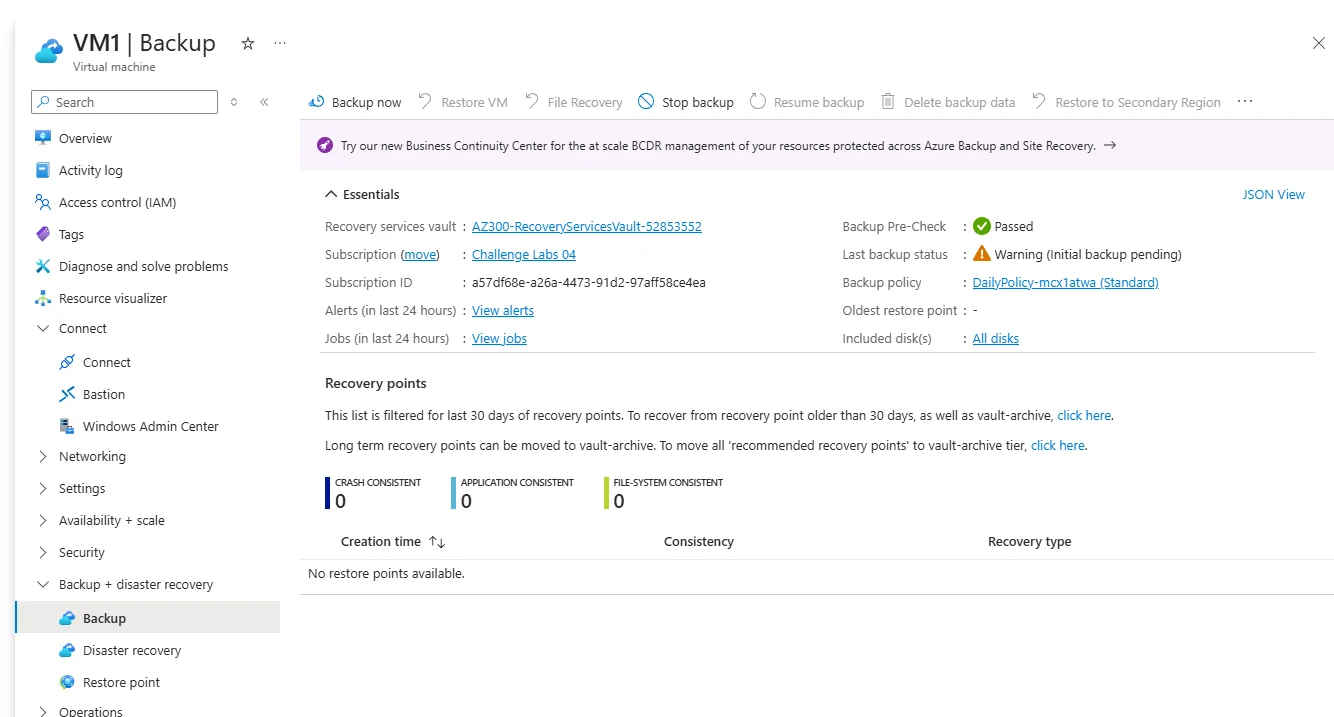 VM1 | Backup
Virtual machine
Search
Overview
Activity log
Access control (IAM)
Tags
Diagnose and solve problems
Resource visualizer
Connect
Connect
Bastion
Windows Admin Center
Networking
Settings
Availability + scale
Security
Backup + disaster recovery
Backup
Disaster recovery
Restore point
Operations
Backup now Restore VM File Recovery Stop backup Resume backup Delete backup data Restore to Secondary Region
Try our new Business Continuity Center for the at scale BCDR management of your resources protected across Azure Backup and Site Recovery. →
Essentials JSON View
Recovery services vault : AZ300-RecoveryServicesVault-52853552
Subscription (move) : Challenge Labs 04
Subscription ID : a57df68e-a26a-4473-91d2-97aff58ce4ea
Alerts (in last 24 hours) : View alerts
Jobs (in last 24 hours) : View jobs
Backup Pre-Check : Passed
Last backup status : Warning (Initial backup pending)
Backup policy : DailyPolicy-mcx1atwa (Standard)
Oldest restore point : -
Included disk(s) : All disks
Recovery points
This list is filtered for last 30 days of recovery points. To recover from recovery point older than 30 days, as well as vault-archive, click here.
Long term recovery points can be moved to vault-archive. To move all 'recommended recovery points' to vault-archive tier, click here.
CRASH CONSISTENT APPLICATION CONSISTENT FILE-SYSTEM CONSISTENT
0 0 0
Creation time ↑↓ Consistency Recovery type
No restore points available.